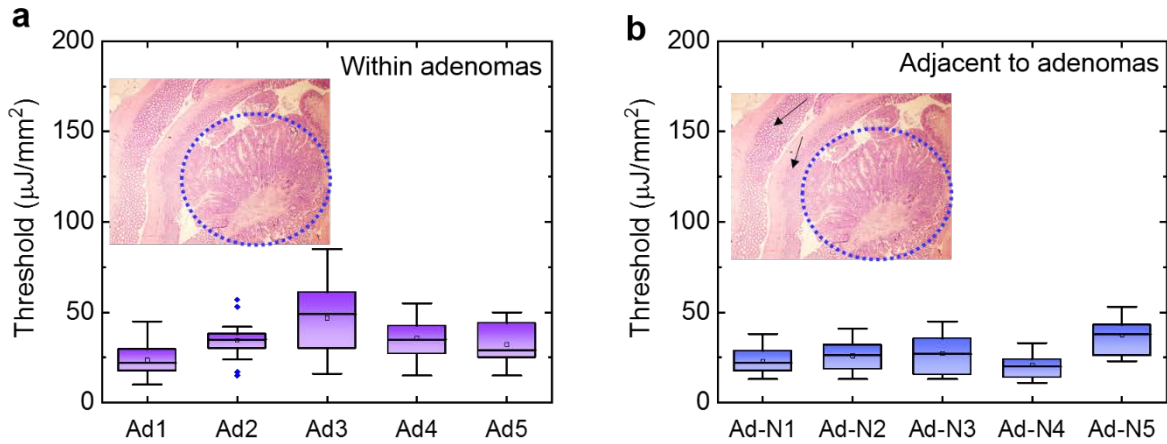 a
Within adenomas
Threshold (μJ/mm²)
200
150
100
50
0
Ad1 Ad2 Ad3 Ad4 Ad5
b
Adjacent to adenomas
Threshold (μJ/mm²)
200
150
100
50
0
Ad-N1 Ad-N2 Ad-N3 Ad-N4 Ad-N5